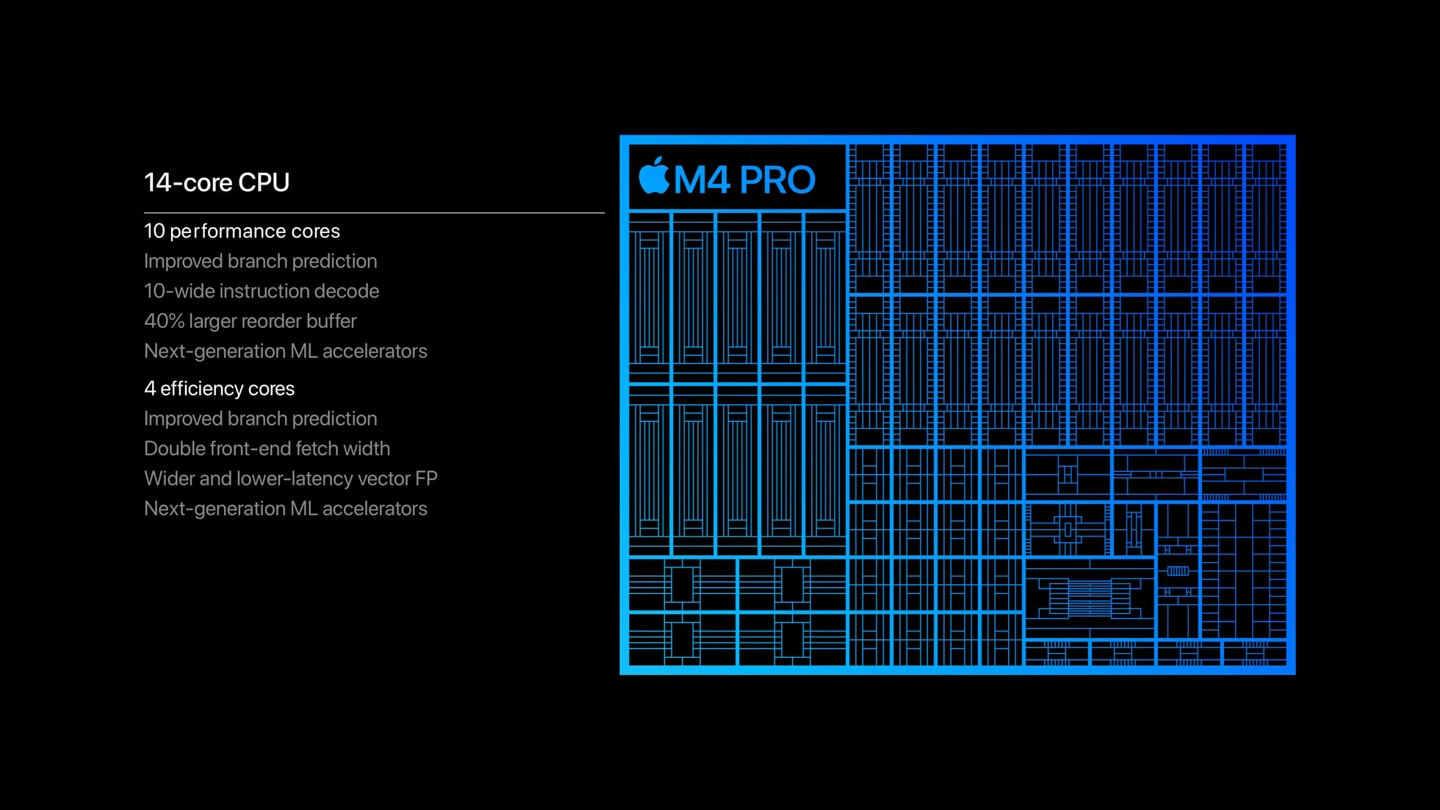 14-core CPU
10 performance cores
Improved branch prediction
10-wide instruction decode
40% larger reorder buffer
Next-generation ML accelerators
4 efficiency cores
Improved branch prediction
Double front-end fetch width
Wider and lower-latency vector FP
Next-generation ML accelerators
M4 PRO